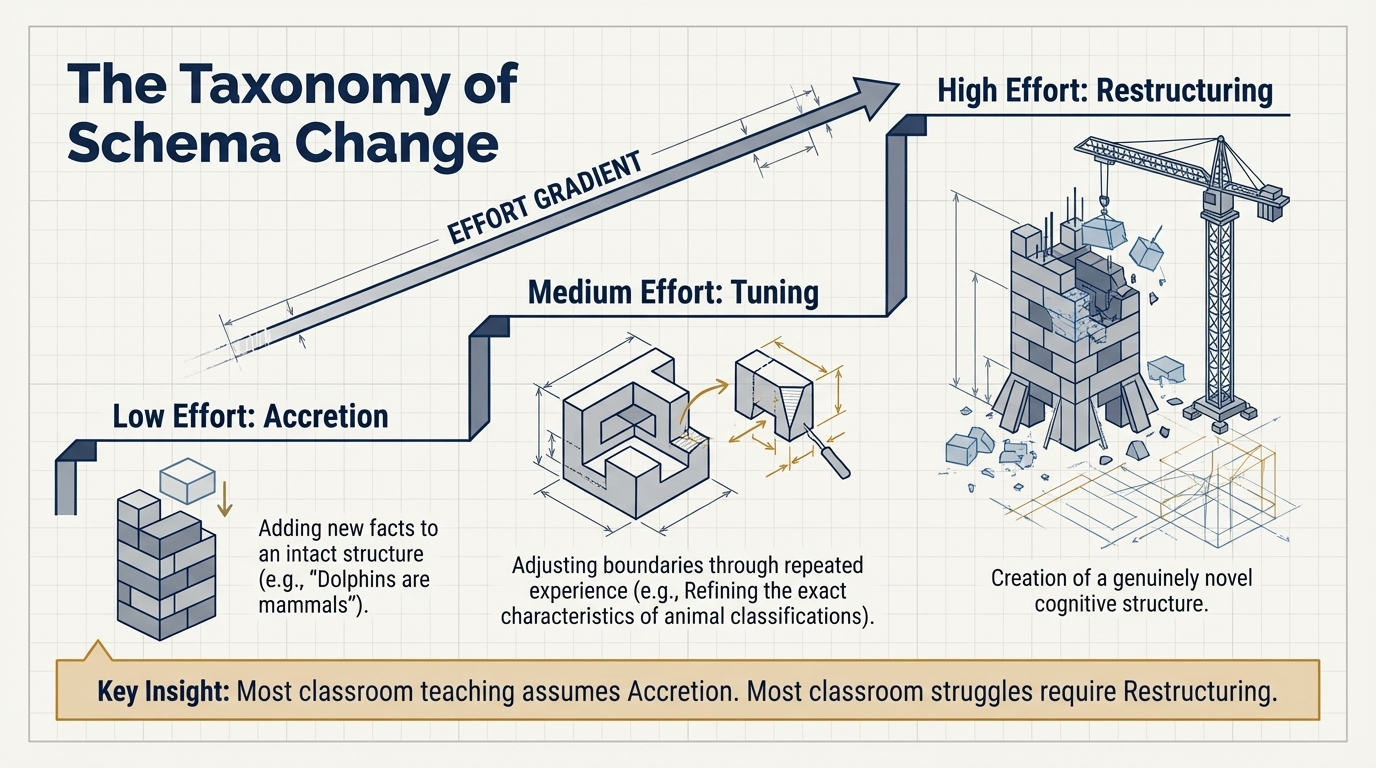 The Taxonomy of
Schema Change
EFFORT GRADIENT
High Effort: Restructuring
Medium Effort: Tuning
Low Effort: Accretion
Adding new facts to
an intact structure
(e.g., “Dolphins are
mammals”).
Adjusting boundaries through repeated
experience (e.g., Refining the exact
characteristics of animal classifications).
Creation of a genuinely novel
cognitive structure.
Key Insight: Most classroom teaching assumes Accretion. Most classroom struggles require Restructuring.